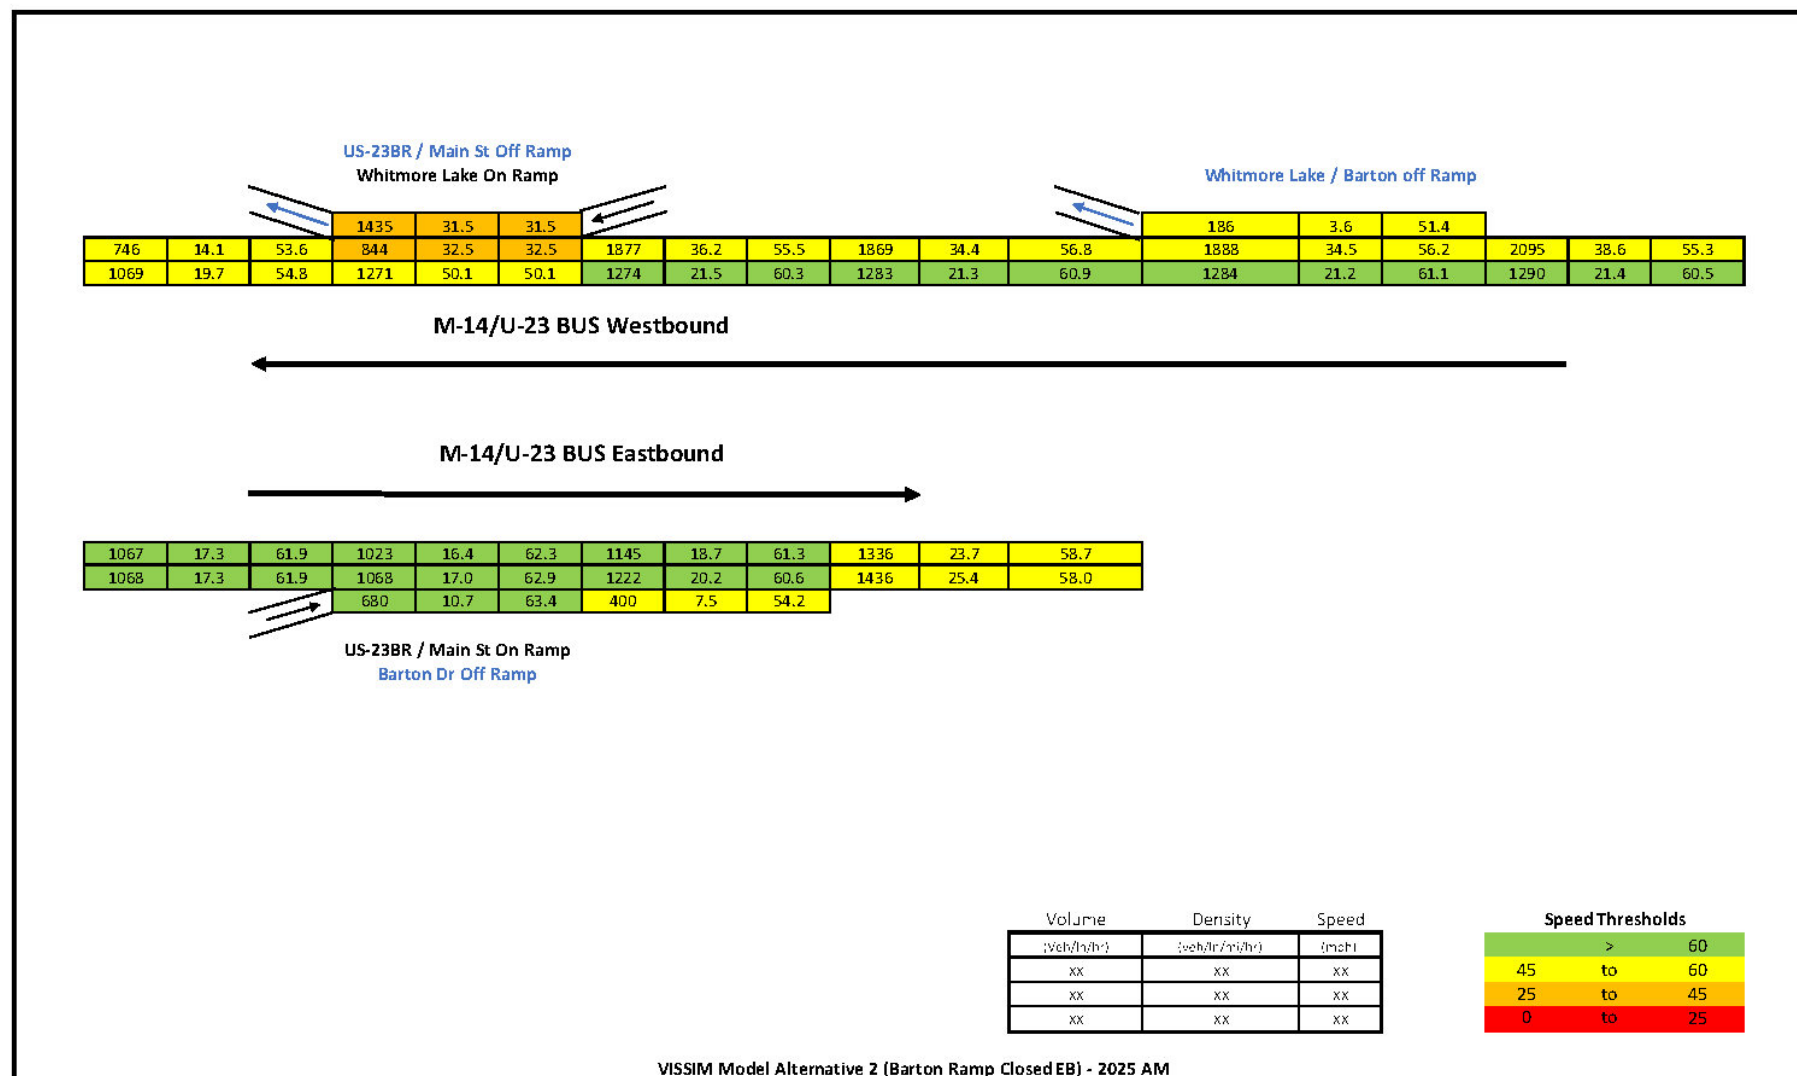 US-23BR / Main St Off Ramp
Whitmore Lake On Ramp
Whitmore Lake / Barton off Ramp
1435 31.5 31.5 186 3.6 51.4
746 14.1 53.6 844 32.5 32.5 1877 36.2 55.5 1869 34.4 56.8 1888 34.5 56.2 2095 38.6 55.3
1069 19.7 54.8 1271 50.1 50.1 1274 21.5 60.3 1283 21.3 60.9 1284 21.2 61.1 1290 21.4 60.5
M-14/U-23 BUS Westbound
M-14/U-23 BUS Eastbound
1067 17.3 61.9 1023 16.4 62.3 1145 18.7 61.3 1336 23.7 58.7
1068 17.3 61.9 1068 17.0 62.9 1222 20.2 60.6 1436 25.4 58.0
680 10.7 63.4 400 7.5 54.2
US-23BR / Main St On Ramp
Barton Dr Off Ramp
Volume Density Speed
(Veh/ln/hr) (veh/ln/mi/hr) (mph)
xx xx xx
xx xx xx
xx xx xx
Speed Thresholds
> 60
45 to 60
25 to 45
0 to 25
VISSIM Model Alternative 2 (Barton Ramp Closed EB) - 2025 AM